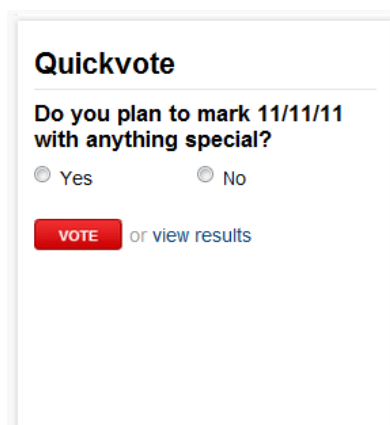 Quickvote
Do you plan to mark 11/11/11
with anything special?
Yes No
VOTE or view results